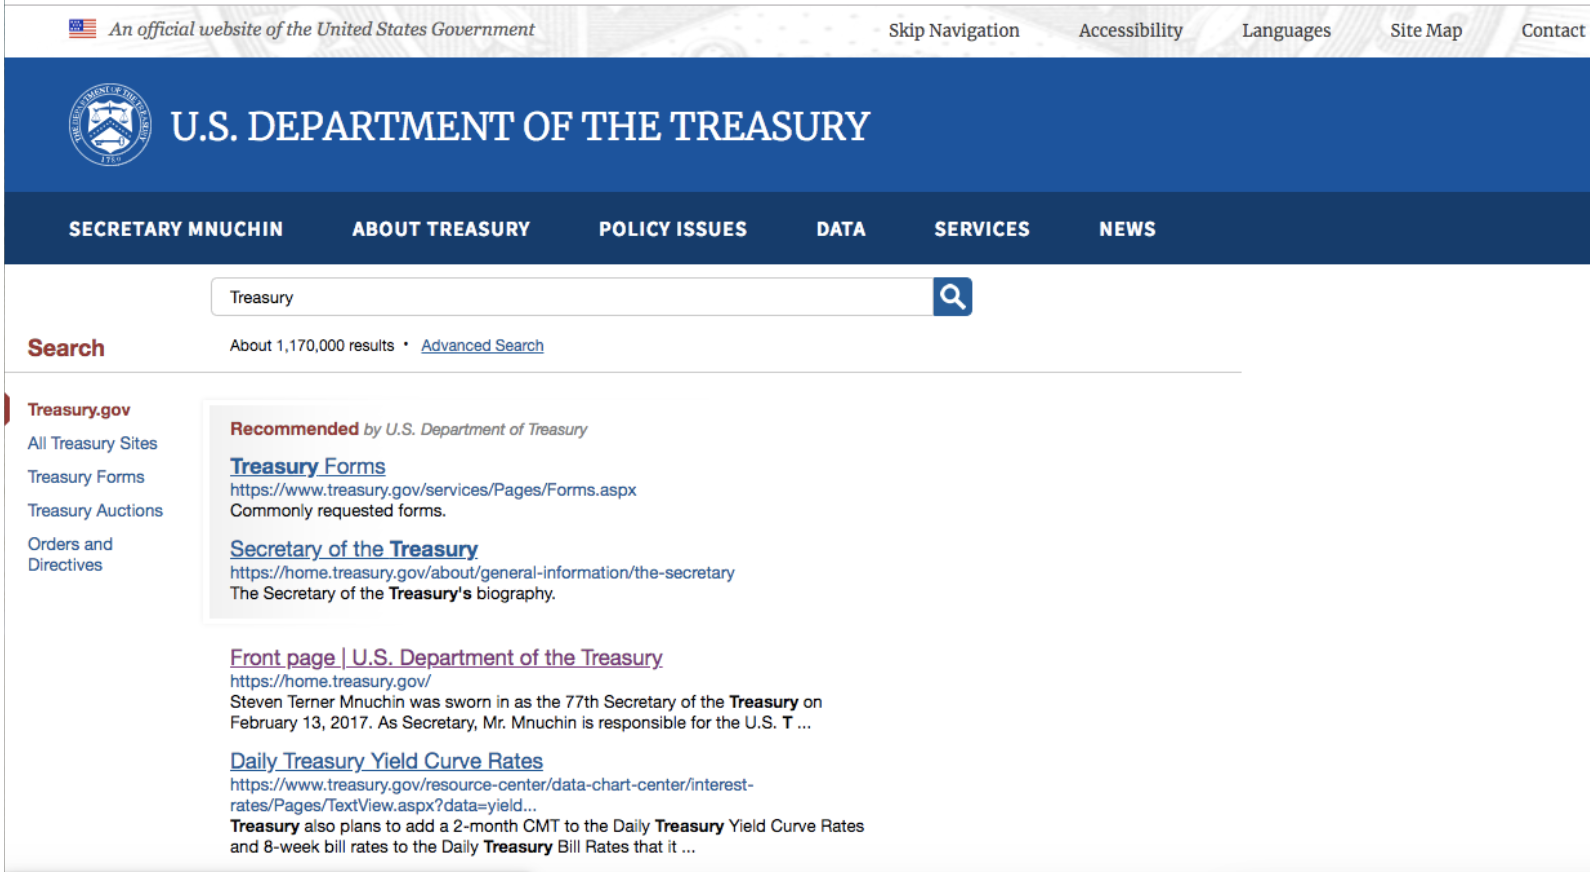 An official website of the United States Government
Skip Navigation
Accessibility
Languages
Site Map
Contact
THE DEPARTMENT OF THE TREASURY
1789
U.S. DEPARTMENT OF THE TREASURY
SECRETARY MNUCHIN
ABOUT TREASURY
POLICY ISSUES
DATA
SERVICES
NEWS
Treasury
Search
About 1,170,000 results • Advanced Search
Treasury.gov
All Treasury Sites
Treasury Forms
Treasury Auctions
Orders and
Directives
Recommended by U.S. Department of Treasury
Treasury Forms
https://www.treasury.gov/services/Pages/Forms.aspx
Commonly requested forms.
Secretary of the Treasury
https://home.treasury.gov/about/general-information/the-secretary
The Secretary of the Treasury's biography.
Front page | U.S. Department of the Treasury
https://home.treasury.gov/
Steven Terner Mnuchin was sworn in as the 77th Secretary of the Treasury on
February 13, 2017. As Secretary, Mr. Mnuchin is responsible for the U.S. T ...
Daily Treasury Yield Curve Rates
https://www.treasury.gov/resource-center/data-chart-center/interest-
rates/Pages/TextView.aspx?data=yield...
Treasury also plans to add a 2-month CMT to the Daily Treasury Yield Curve Rates
and 8-week bill rates to the Daily Treasury Bill Rates that it ...